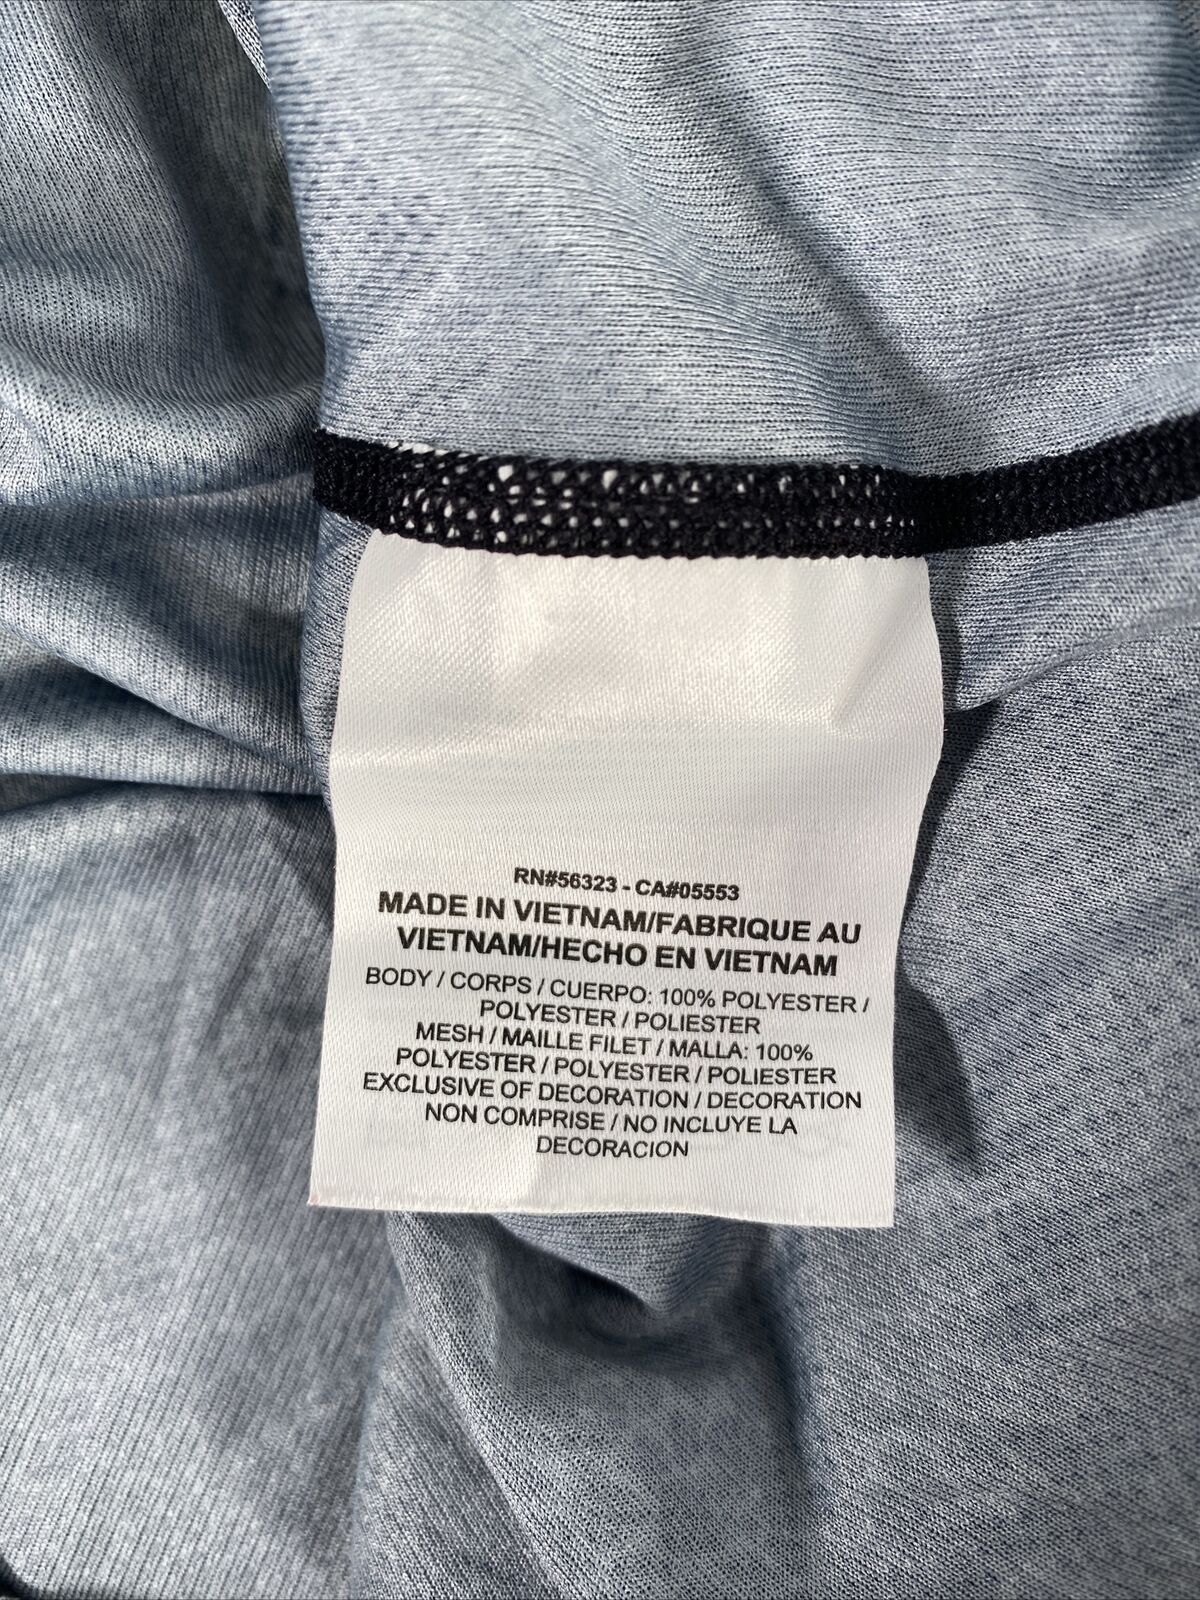 RN#56323 - CA#05553
MADE IN VIETNAM/FABRIQUE AU
VIETNAM/HECHO EN VIETNAM
BODY / CORPS / CUERPO: 100% POLYESTER /
POLYESTER / POLIESTER
MESH / MAILLE FILET / MALLA: 100%
POLYESTER / POLYESTER / POLIESTER
EXCLUSIVE OF DECORATION / DECORATION
NON COMPRISE / NO INCLUYE LA
DECORACION